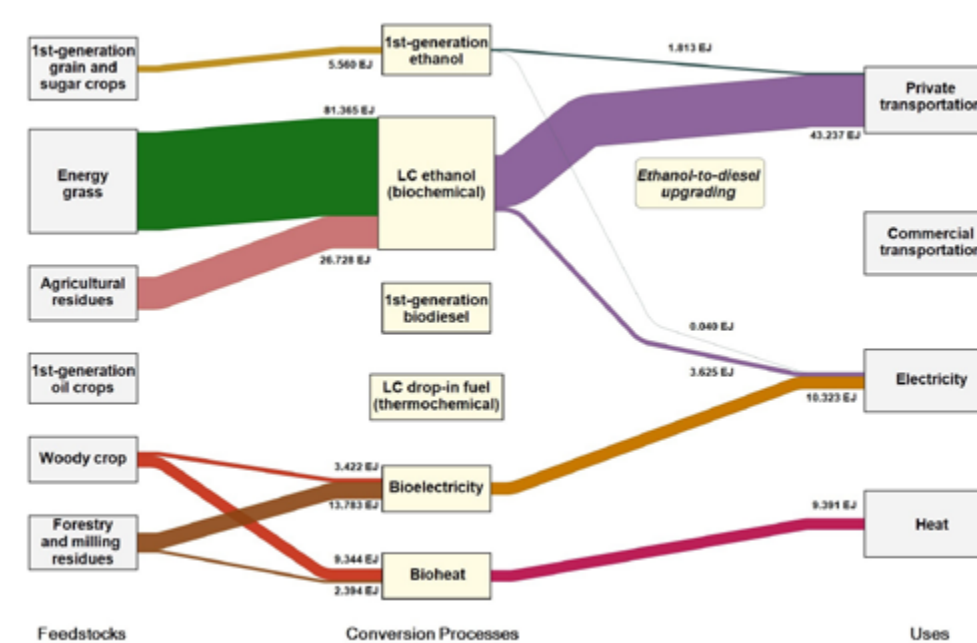 1st-generation
grain and
sugar crops
5.560 EJ
1st-generation
ethanol
1.813 EJ
Private
transportation
43.237 EJ
81.365 EJ
Energy
grass
LC ethanol
(biochemical)
Ethanol-to-diesel
upgrading
26.728 EJ
Agricultural
residues
Commercial
transportation
1st-generation
biodiesel
0.040 EJ
3.625 EJ
1st-generation
oil crops
LC drop-in fuel
(thermochemical)
Electricity
10.323 EJ
Woody crop
3.422 EJ
Bioelectricity
13.783 EJ
Forestry
and milling
residues
9.344 EJ
Bioheat
2.394 EJ
9.391 EJ
Heat
Feedstocks
Conversion Processes
Uses